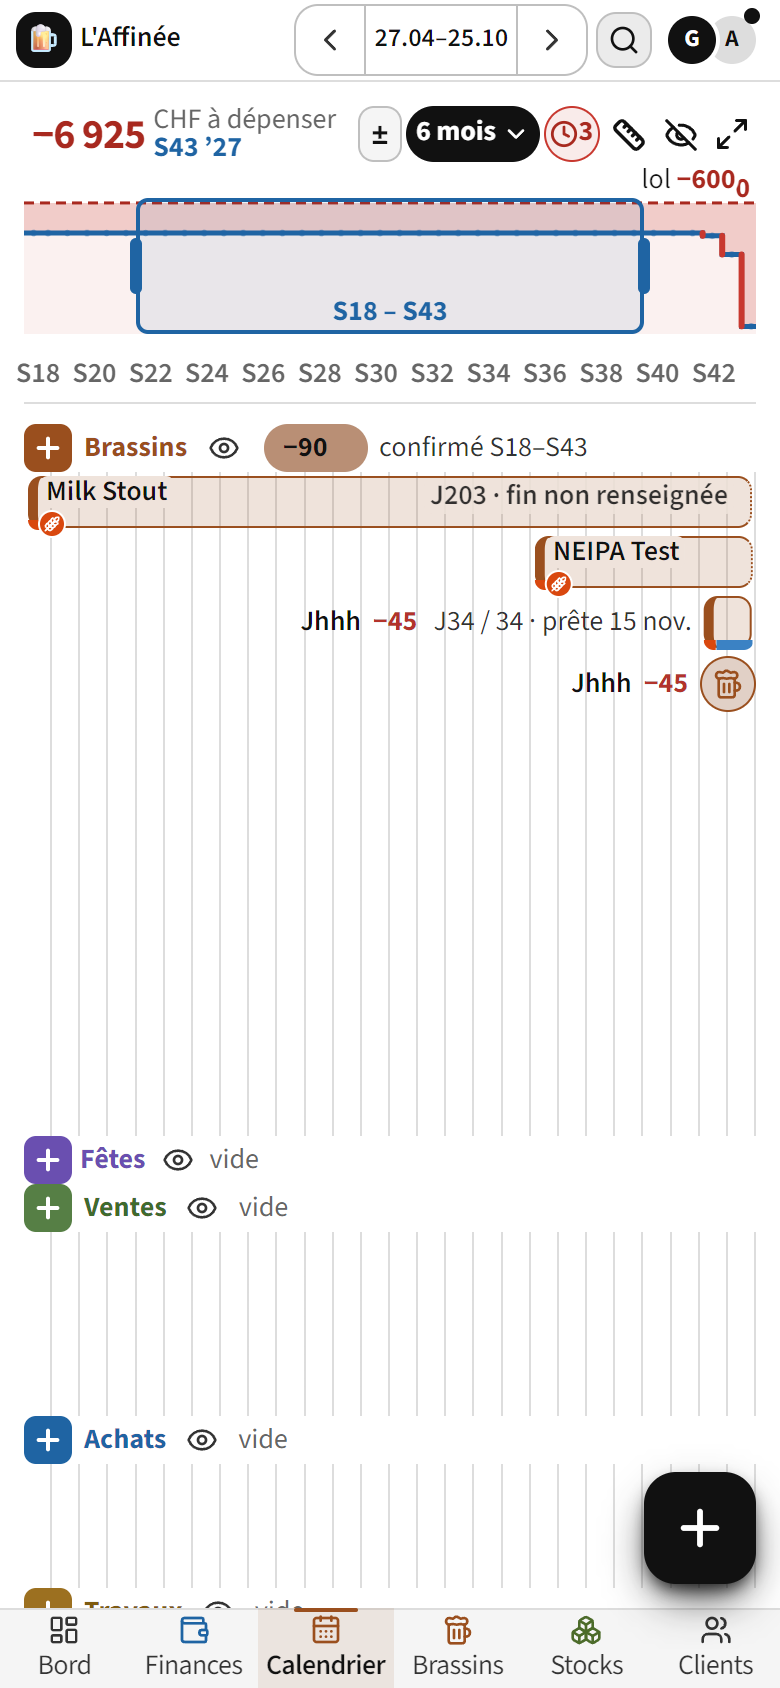 L'Affinée
27.04–25.10
G
A
−6 925
CHF à dépenser
S43 ’27
±
6 mois
3
lol −600
0
S18 – S43
S18 S20 S22 S24 S26 S28 S30 S32 S34 S36 S38 S40 S42
Brassins
−90
confirmé S18–S43
Milk Stout
J203 · fin non renseignée
NEIPA Test
Jhhh −45 J34 / 34 · prête 15 nov.
Jhhh −45
Fêtes
vide
Ventes
vide
Achats
vide
Travaux
vide
Bord
Finances
Calendrier
Brassins
Stocks
Clients